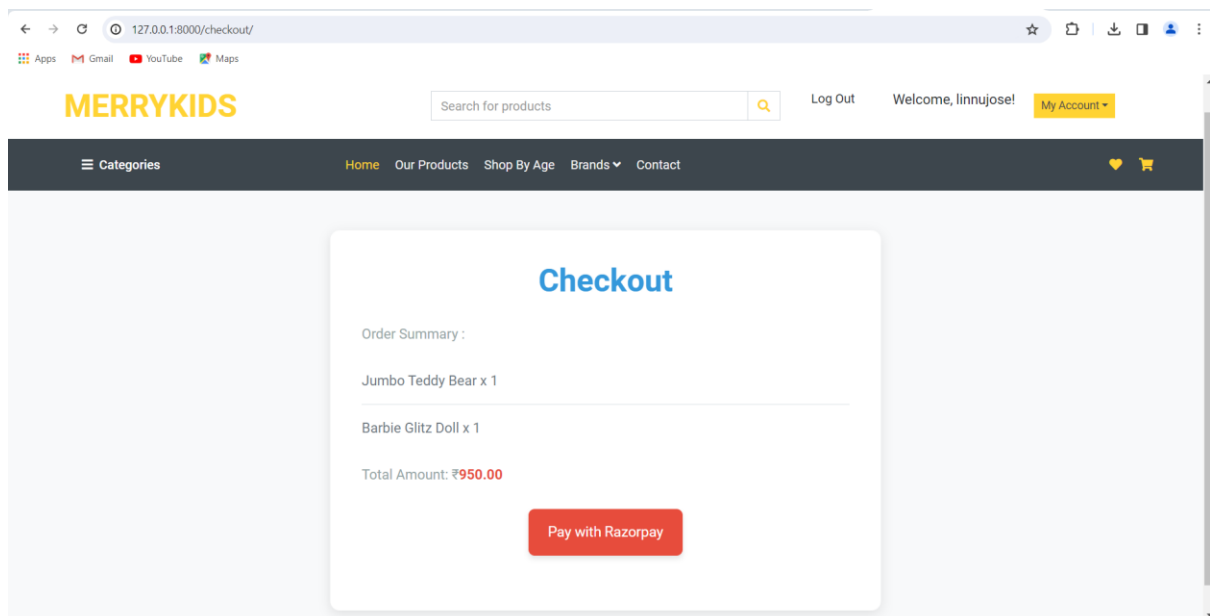 127.0.0.1:8000/checkout/
Apps Gmail YouTube Maps
MERRYKIDS Search for products Log Out Welcome, linnujose! My Account
Categories Home Our Products Shop By Age Brands Contact
Checkout
Order Summary :
Jumbo Teddy Bear x 1
Barbie Glitz Doll x 1
Total Amount: ₹950.00
Pay with Razorpay